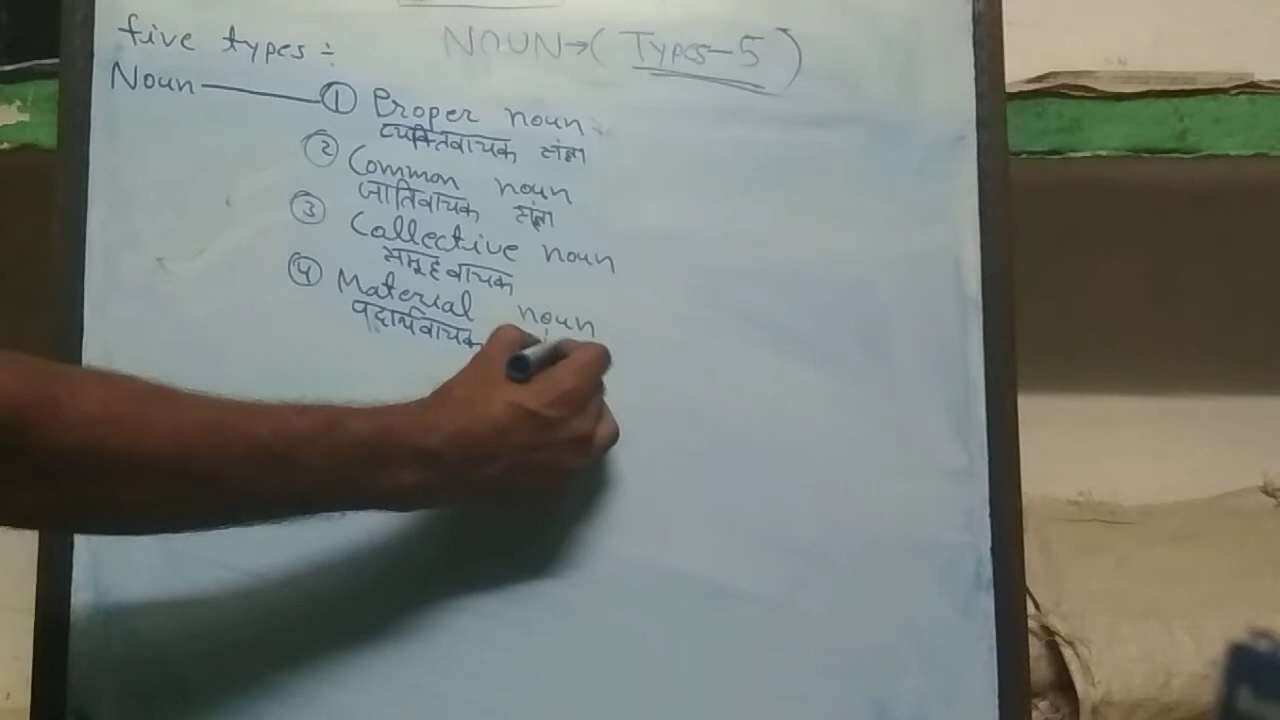 NOUN→( Types-5 )
five types ÷
Noun ——— ① Proper noun
व्यक्तिवाचक संज्ञा
② Common noun
जातिवाचक संज्ञा
③ Collective noun
समूहवाचक
④ Material noun
पदार्थवाचक